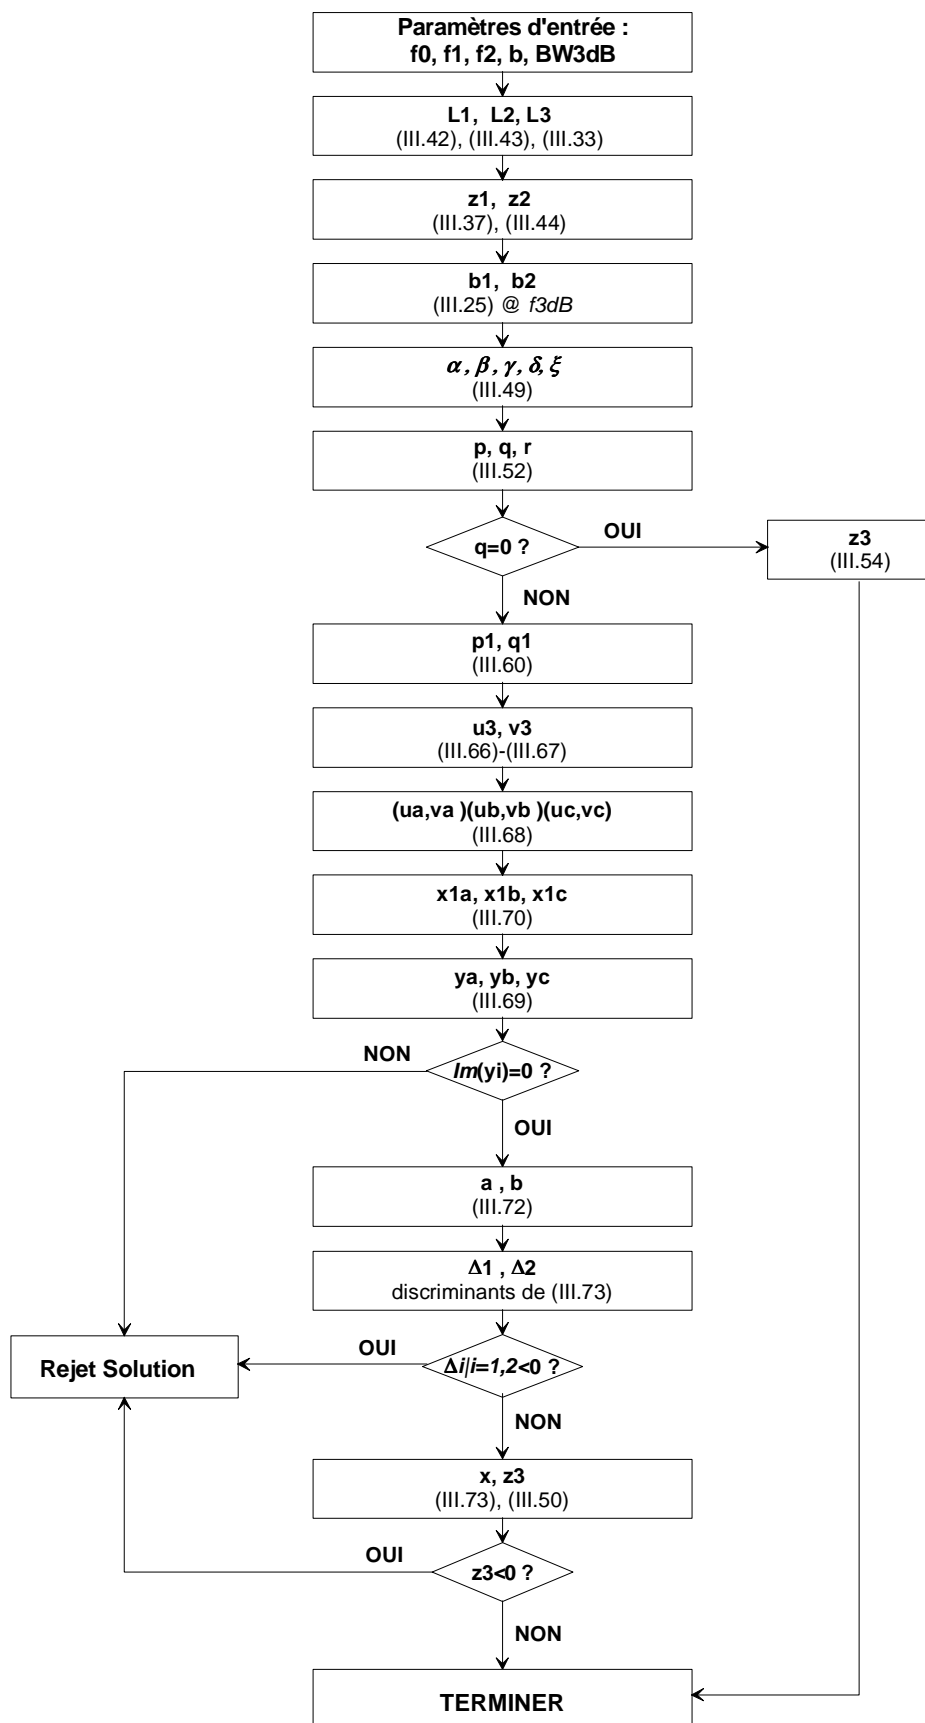 Paramètres d'entrée :
f0, f1, f2, b, BW3dB
L1, L2, L3
(III.42), (III.43), (III.33)
z1, z2
(III.37), (III.44)
b1, b2
(III.25) @ f3dB
α, β, γ, δ, ξ
(III.49)
p, q, r
(III.52)
q=0 ?
OUI
z3
(III.54)
NON
p1, q1
(III.60)
u3, v3
(III.66)-(III.67)
(ua,va )(ub,vb )(uc,vc)
(III.68)
x1a, x1b, x1c
(III.70)
ya, yb, yc
(III.69)
NON
Im(yi)=0 ?
OUI
a , b
(III.72)
Δ1 , Δ2
discriminants de (III.73)
OUI
Rejet Solution
Δi|i=1,2<0 ?
NON
x, z3
(III.73), (III.50)
OUI
z3<0 ?
NON
TERMINER